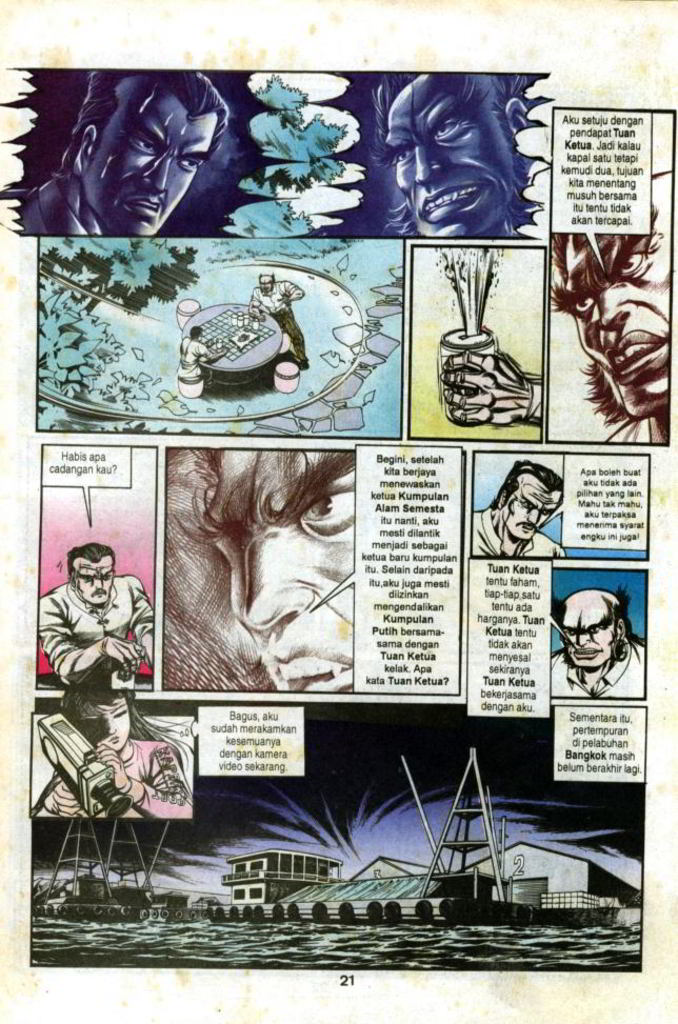 Aku setuju dengan
pendapat Tuan
Ketua. Jadi kalau
kapal satu tetapi
kemudi dua, tujuan
kita menentang
musuh bersama
itu tentu tidak
akan tercapai.
Habis apa
cadangan kau?
Begini, setelah
kita berjaya
menewaskan
ketua Kumpulan
Alam Semesta
itu nanti, aku
mesti dilantik
menjadi sebagai
ketua baru kumpulan
itu. Selain daripada
itu,aku juga mesti
diizinkan
mengendalikan
Kumpulan
Putih bersama-
sama dengan
Tuan Ketua
kelak. Apa
kata Tuan Ketua?
Apa boleh buat
aku tidak ada
pilihan yang lain.
Mahu tak mahu,
aku terpaksa
menerima syarat
engku ini juga!
Tuan Ketua
tentu faham,
tiap-tiap,satu
tentu ada
harganya. Tuan
Ketua tentu
tidak akan
menyesal
sekiranya
Tuan Ketua
bekerjasama
dengan aku.
Bagus, aku
sudah merakamkan
kesemuanya
dengan kamera
video sekarang.
Sementara itu,
pertempuran
di pelabuhan
Bangkok masih
belum berakhir lagi.
2
21